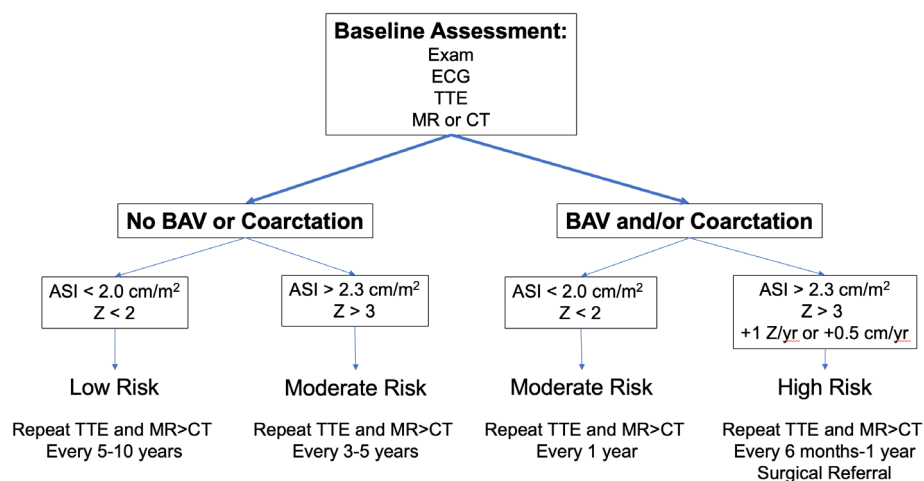 Baseline Assessment:
Exam
ECG
TTE
MR or CT
No BAV or Coarctation
BAV and/or Coarctation
ASI < 2.0 cm/m²
Z < 2
ASI > 2.3 cm/m²
Z > 3
ASI < 2.0 cm/m²
Z < 2
ASI > 2.3 cm/m²
Z > 3
+1 Z/yr or +0.5 cm/yr
Low Risk
Moderate Risk
Moderate Risk
High Risk
Repeat TTE and MR>CT
Every 5-10 years
Repeat TTE and MR>CT
Every 3-5 years
Repeat TTE and MR>CT
Every 1 year
Repeat TTE and MR>CT
Every 6 months-1 year
Surgical Referral